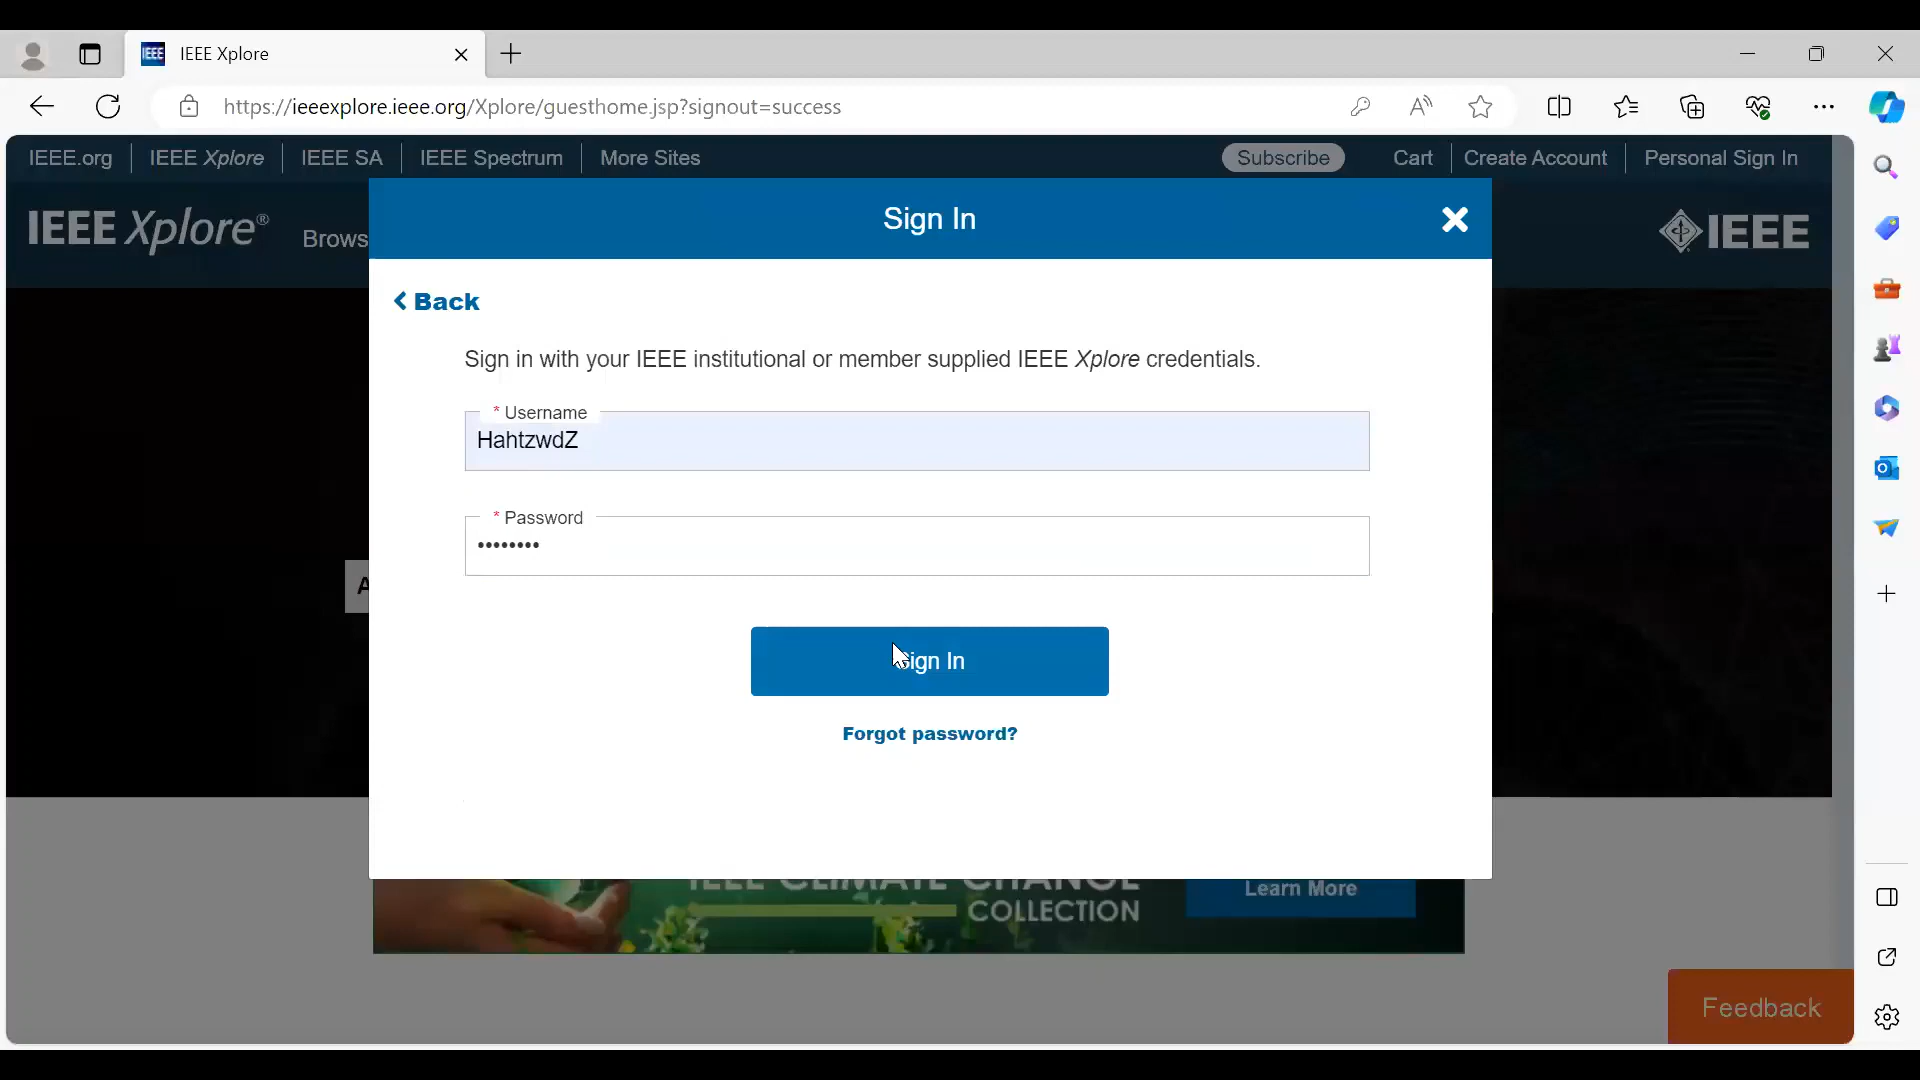 IEEE Xplore
https://ieeexplore.ieee.org/Xplore/guesthome.jsp?signout=success
IEEE.org IEEE Xplore IEEE SA IEEE Spectrum More Sites Subscribe Cart Create Account Personal Sign In
IEEE Xplore® Brows Sign In IEEE
Back
Sign in with your IEEE institutional or member supplied IEEE Xplore credentials.
* Username
HahtzwdZ
* Password
••••••••
A
Sign In
Forgot password?
IEEE CLIMATE CHANGE
COLLECTION
Learn More
Feedback